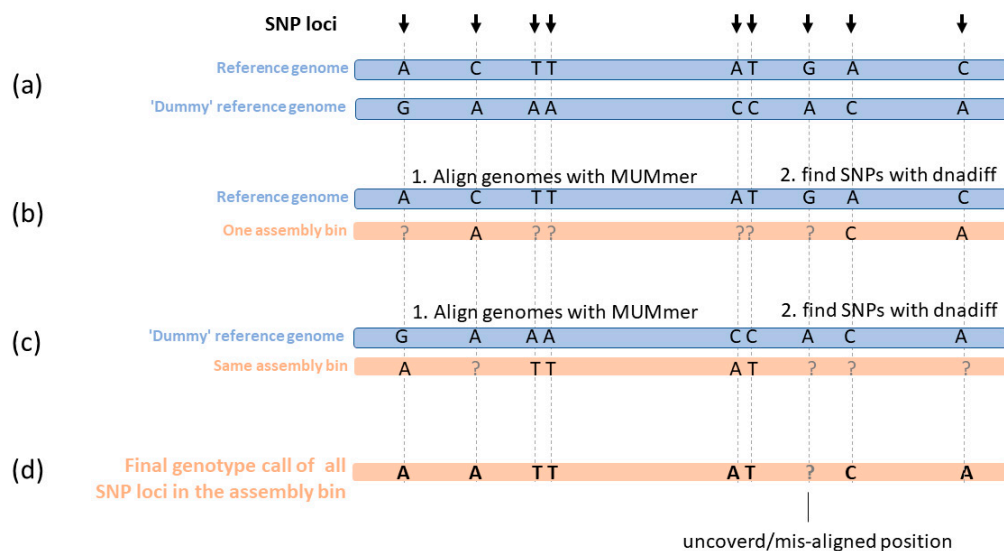 SNP loci
(a)
Reference genome A C T T A T G A C
'Dummy' reference genome G A A A C C A C A
1. Align genomes with MUMmer 2. find SNPs with dnadiff
(b)
Reference genome A C T T A T G A C
One assembly bin ? A ? ? ? ? ? C A
1. Align genomes with MUMmer 2. find SNPs with dnadiff
(c)
'Dummy' reference genome G A A A C C A C A
Same assembly bin A ? T T A T ? ? ?
(d)
Final genotype call of all
SNP loci in the assembly bin A A T T A T ? C A
uncoverd/mis-aligned position